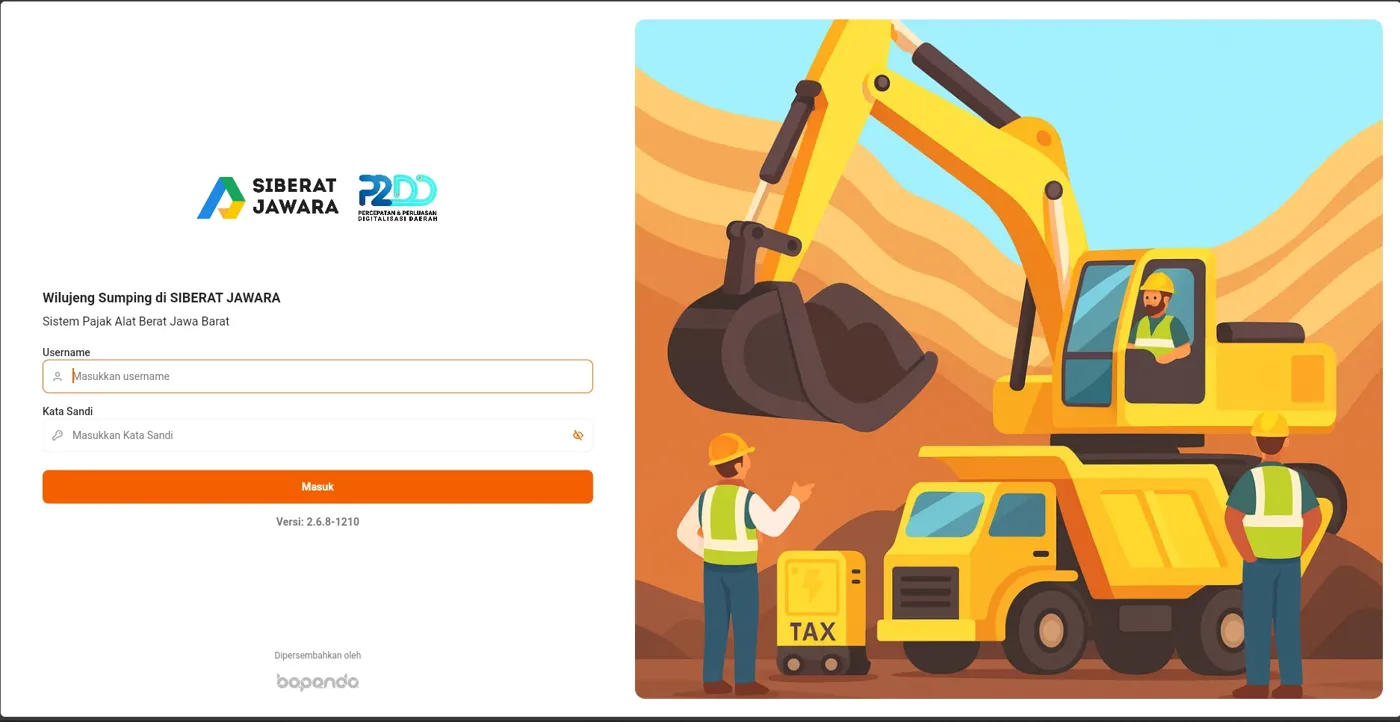 SIBERAT
JAWARA
P2DD
PERCEPATAN & PERLUASAN
DIGITALISASI DAERAH
Wilujeng Sumping di SIBERAT JAWARA
Sistem Pajak Alat Berat Jawa Barat
Username
Masukkan username
Kata Sandi
Masukkan Kata Sandi
Masuk
Versi: 2.6.8-1210
Dipersembahkan oleh
bapenda
TAX